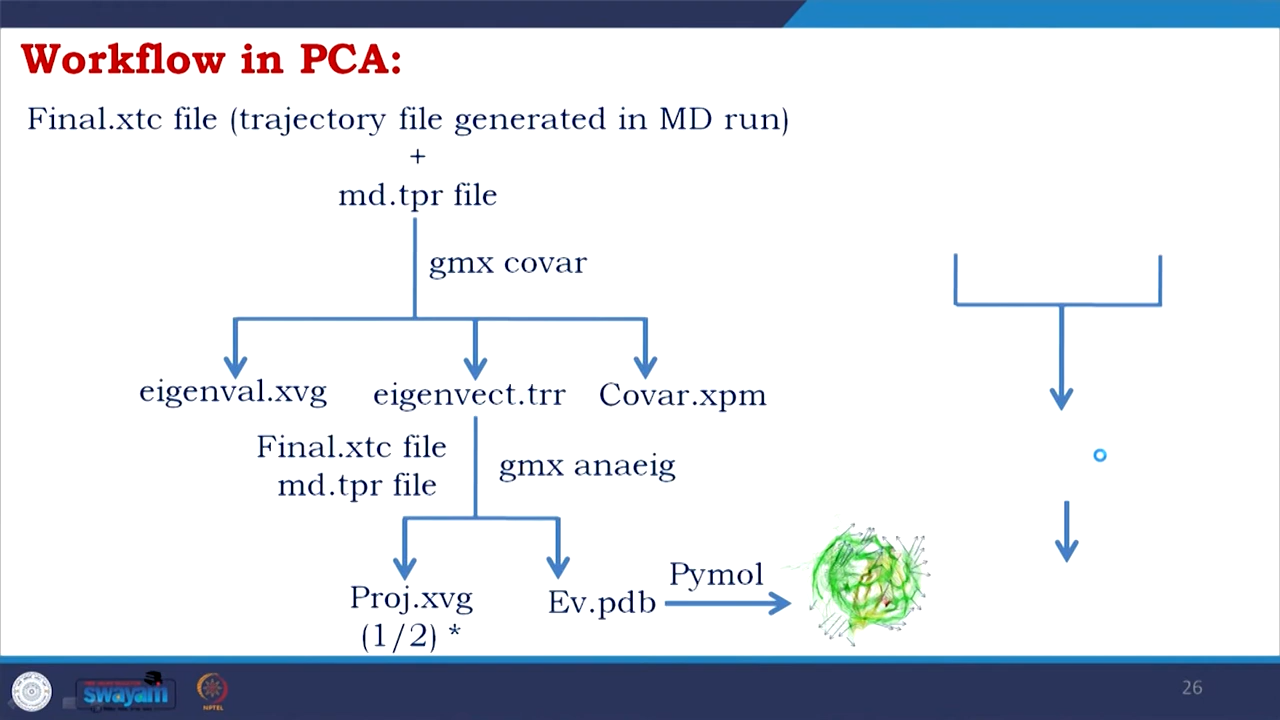 Workflow in PCA:
Final.xtc file (trajectory file generated in MD run)
+
md.tpr file
gmx covar
eigenval.xvg
eigenvect.trr
Covar.xpm
Final.xtc file
md.tpr file
gmx anaeig
Proj.xvg
(1/2) *
Ev.pdb
Pymol
swayam
NPTEL
26